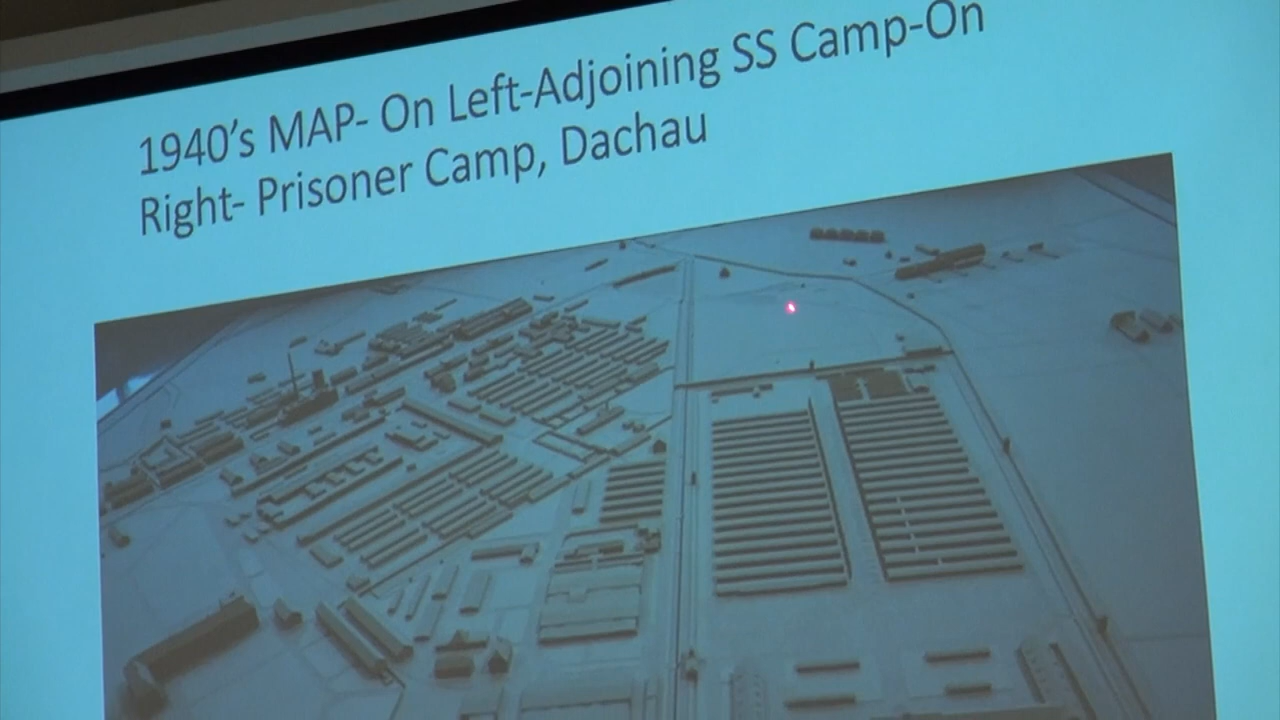 1940's MAP- On Left-Adjoining SS Camp-On
Right- Prisoner Camp, Dachau